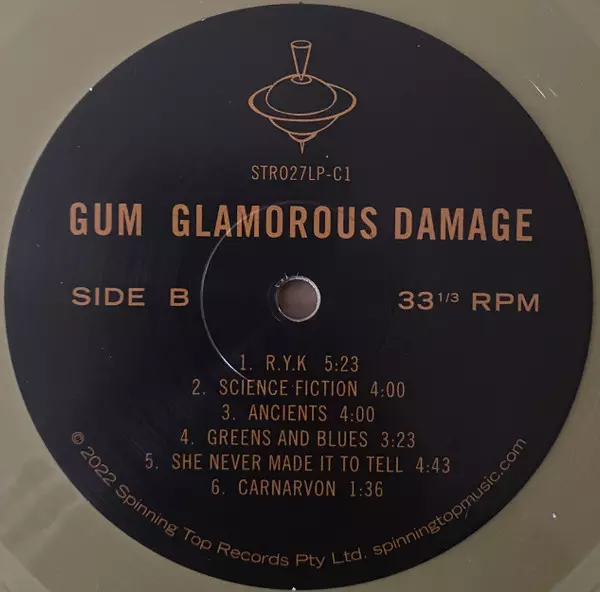 STR027LP-C1
GUM GLAMOROUS DAMAGE
SIDE B
33 1/3 RPM
1. R.Y.K 5:23
2. SCIENCE FICTION 4:00
3. ANCIENTS 4:00
4. GREENS AND BLUES 3:23
5. SHE NEVER MADE IT TO TELL 4:43
6. CARNARVON 1:36
© 2022 Spinning Top Records Pty Ltd. spinningtopmusic.com